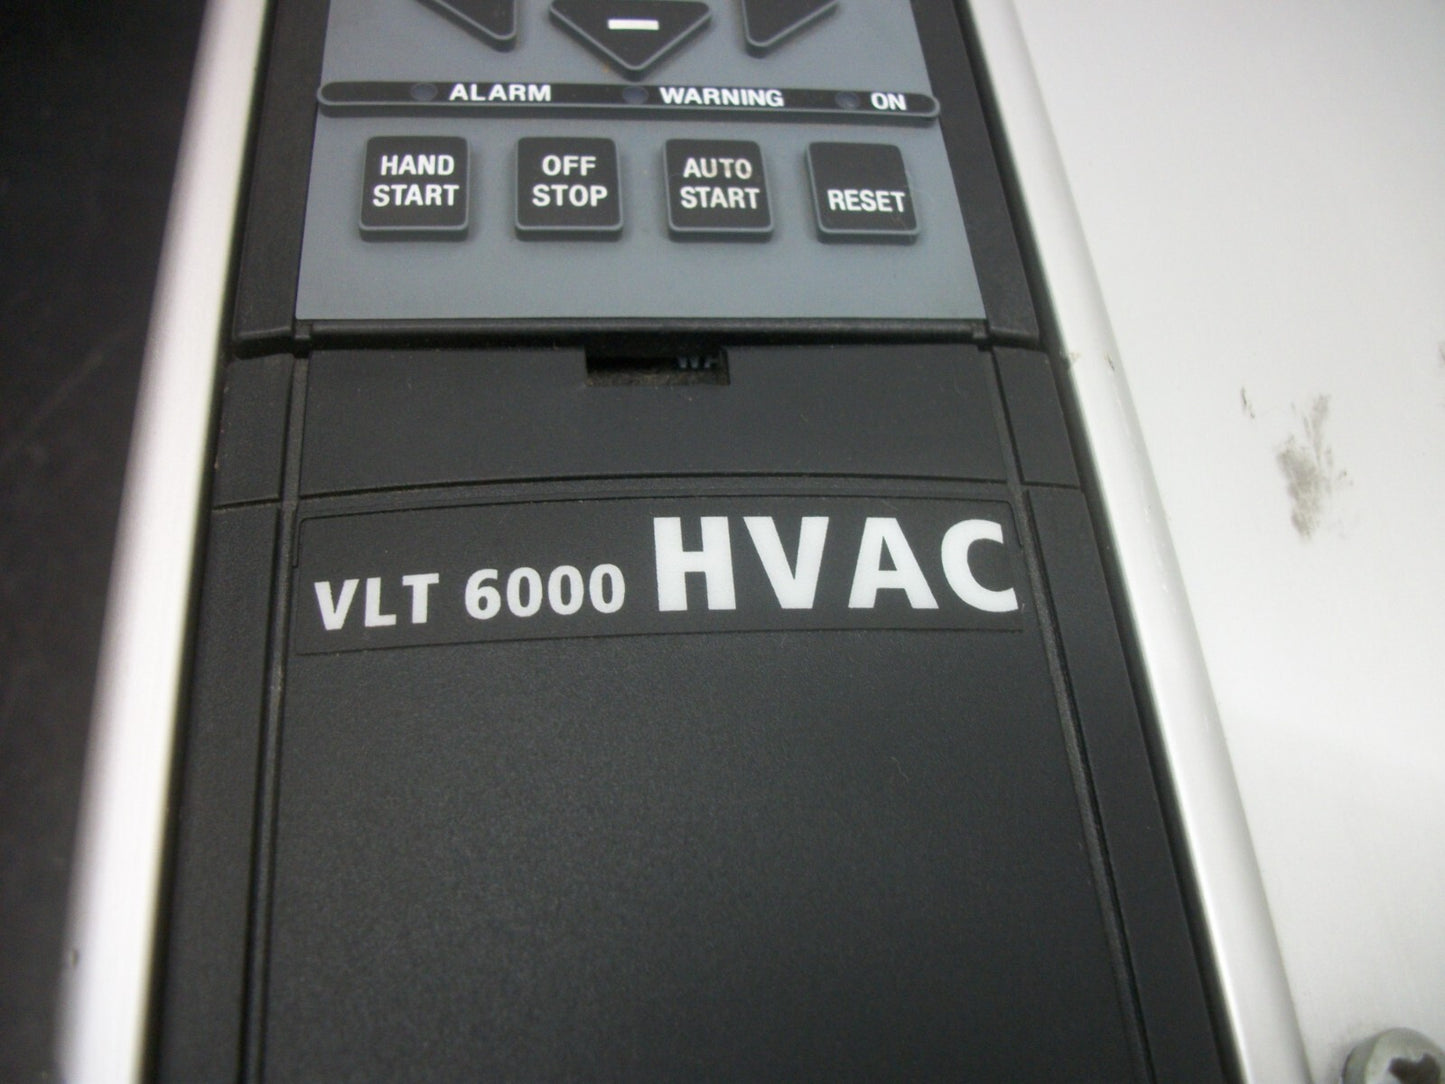 ALARM WARNING ON
HAND
START
OFF
STOP
AUTO
START
RESET
VLT 6000 HVAC